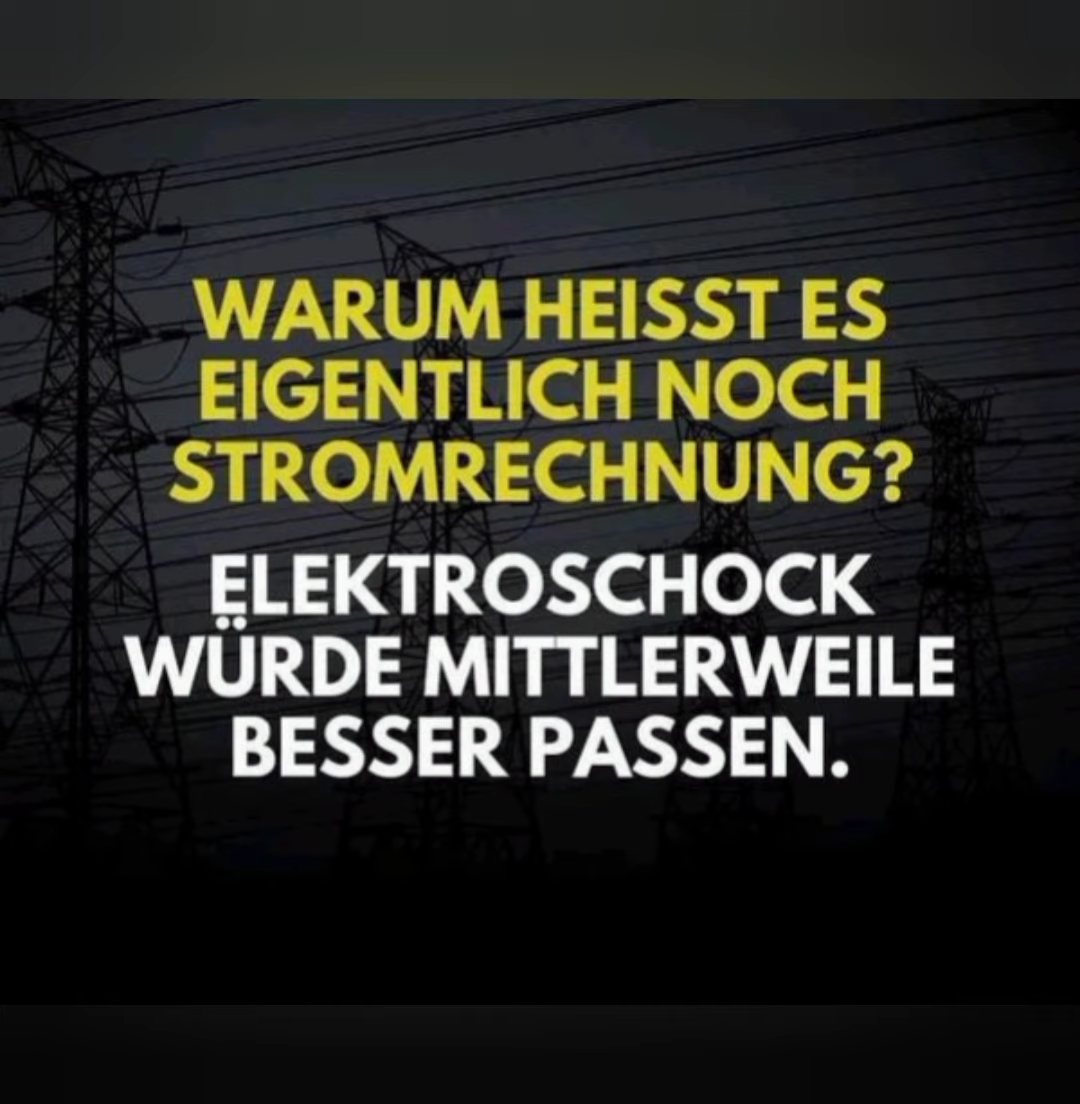 WARUM HEISST ES
EIGENTLICH NOCH
STROMRECHNUNG?
ELEKTROSCHOCK
WÜRDE MITTLERWEILE
BESSER PASSEN.